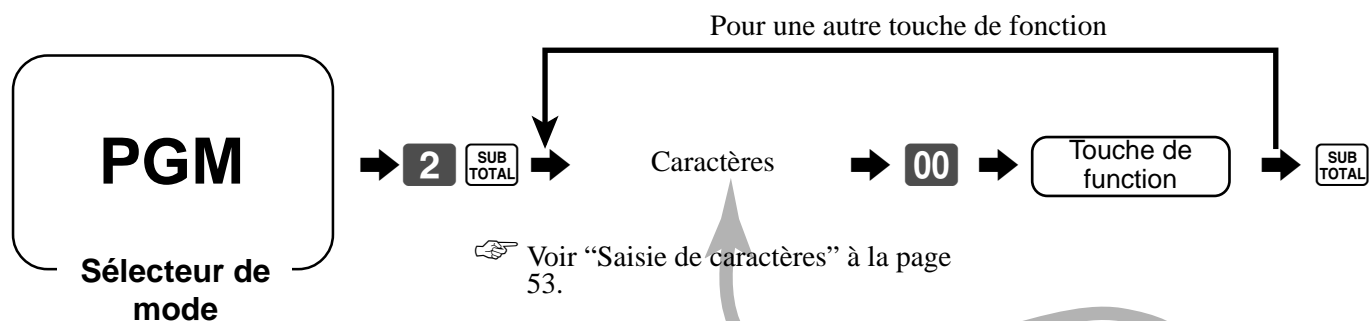 Pour une autre touche de fonction
PGM
2 SUB TOTAL Caractères 00 Touche de function SUB TOTAL
☞ Voir “Saisie de caractères” à la page
53.
Sélecteur de
mode